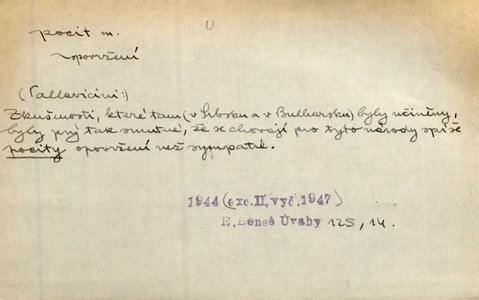 pocit m.
opovržení
(Pallavicini:)
Zkušenosti, které tam (v Srbsku a v Bulharsku) byly učiněny,
byly prý tak smutné, že se chovají pro tyto národy spíše
pocity opovržení než sympatie.
1944 (exc. II, vyd, 1947)
E. Beneš Úvahy 125, 14.